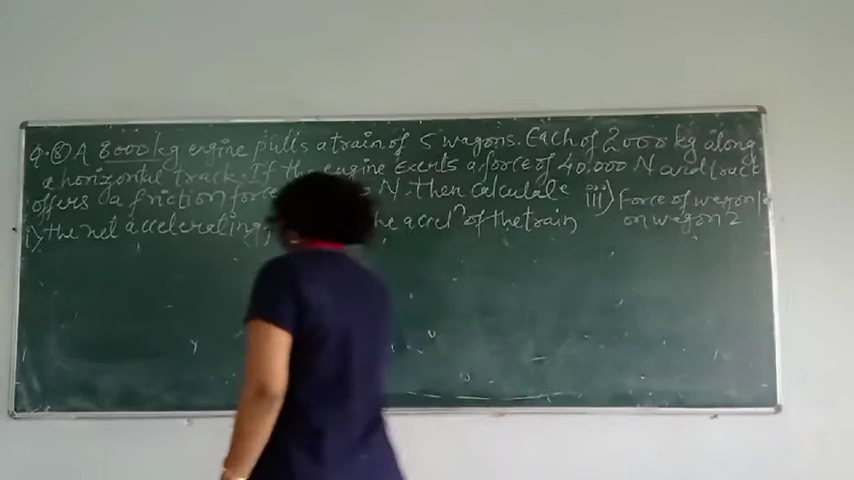 Q.⑧ A 8000 kg engine pulls a train of 5 wagons. Each of 2000 kg along
a horizontal track. If the engine exerts a force of 40,000 N and track
offers a friction force N. Then calculate
i) the net accelerating he accelⁿ of the train
iii) Force of wagon 1
on wagon 2